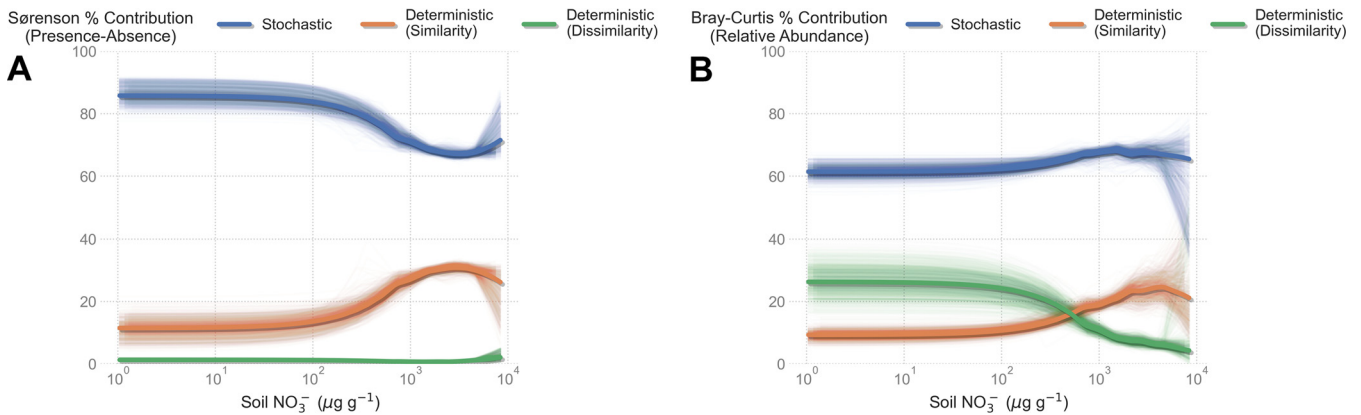 Sørenson % Contribution
(Presence-Absence)
Stochastic
Deterministic
(Similarity)
Deterministic
(Dissimilarity)
A
100
80
60
40
20
0
10⁰
10¹
10²
10³
10⁴
Soil NO₃⁻ (μg g⁻¹)
Bray-Curtis % Contribution
(Relative Abundance)
Stochastic
Deterministic
(Similarity)
Deterministic
(Dissimilarity)
B
100
80
60
40
20
0
10⁰
10¹
10²
10³
10⁴
Soil NO₃⁻ (μg g⁻¹)